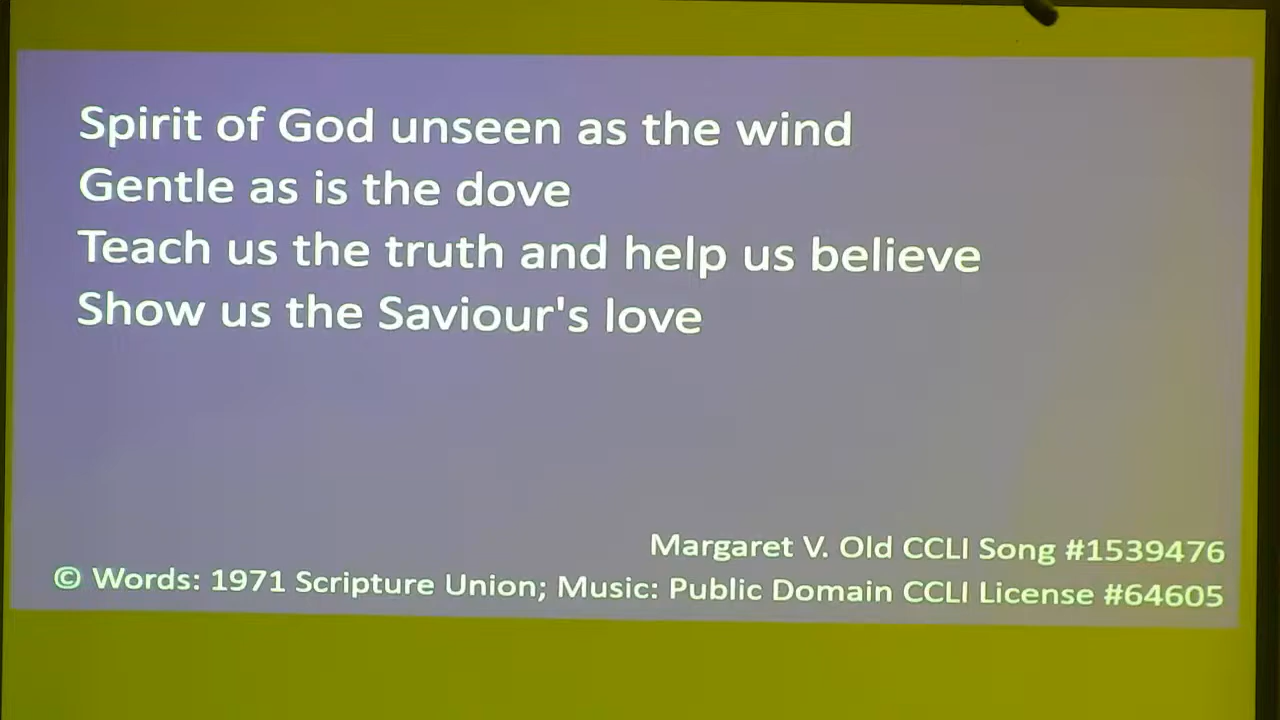 Spirit of God unseen as the wind
Gentle as is the dove
Teach us the truth and help us believe
Show us the Saviour's love
Margaret V. Old CCLI Song #1539476
© Words: 1971 Scripture Union; Music: Public Domain CCLI License #64605